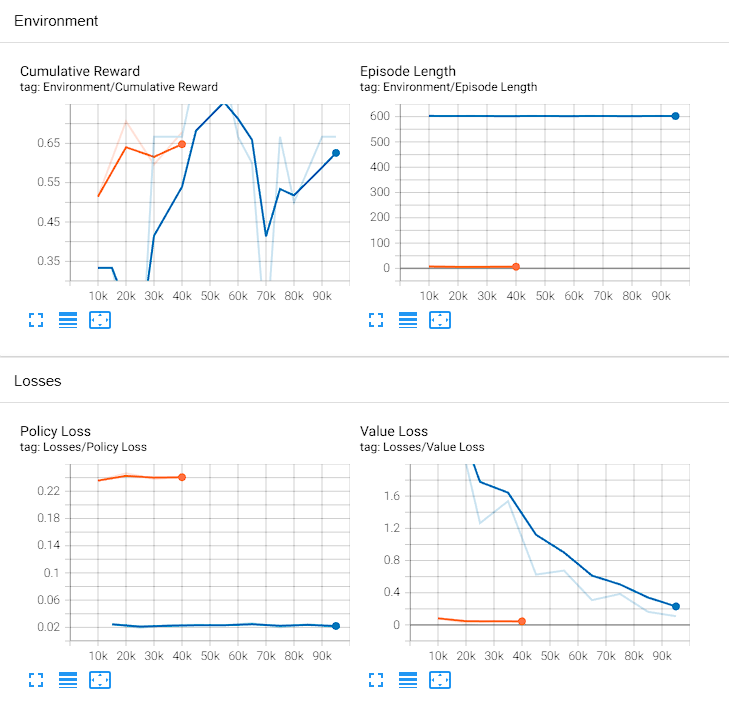 Environment
Cumulative Reward
tag: Environment/Cumulative Reward
0.65
0.55
0.45
0.35
10k 20k 30k 40k 50k 60k 70k 80k 90k
Episode Length
tag: Environment/Episode Length
600
500
400
300
200
100
0
10k 20k 30k 40k 50k 60k 70k 80k 90k
Losses
Policy Loss
tag: Losses/Policy Loss
0.22
0.18
0.14
0.1
0.06
0.02
10k 20k 30k 40k 50k 60k 70k 80k 90k
Value Loss
tag: Losses/Value Loss
1.6
1.2
0.8
0.4
0
10k 20k 30k 40k 50k 60k 70k 80k 90k